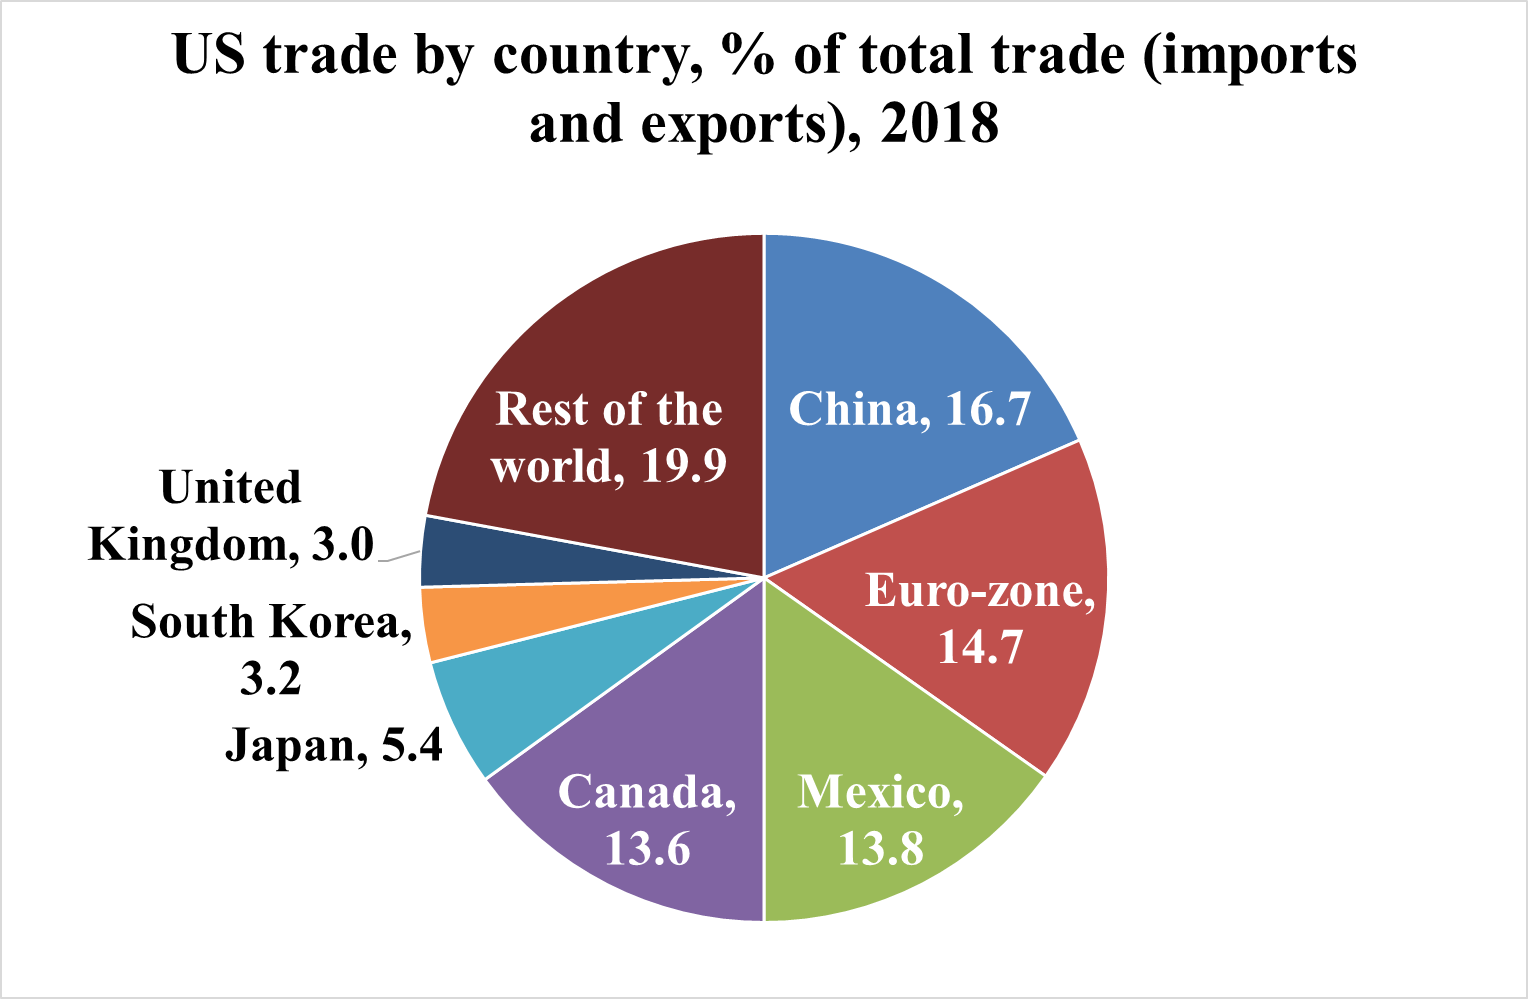 US trade by country, % of total trade (imports
and exports), 2018
Rest of the
world, 19.9
China, 16.7
United
Kingdom, 3.0
Euro-zone,
14.7
South Korea,
3.2
Japan, 5.4
Canada,
13.6
Mexico,
13.8